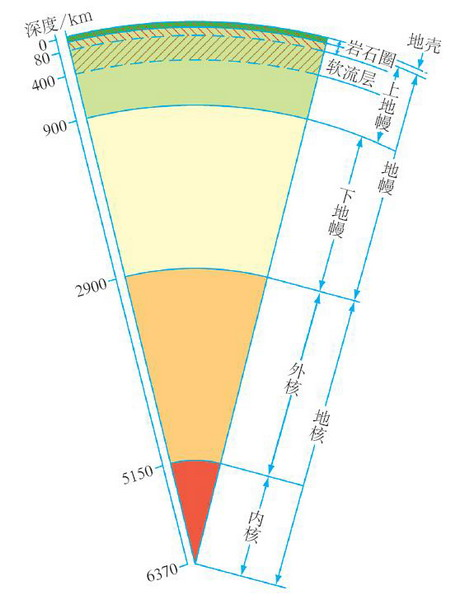 深度/km
0
80
400
900
2900
5150
6370
地壳
岩石圈
软流层
上地幔
地幔
下地幔
外核
地核
内核